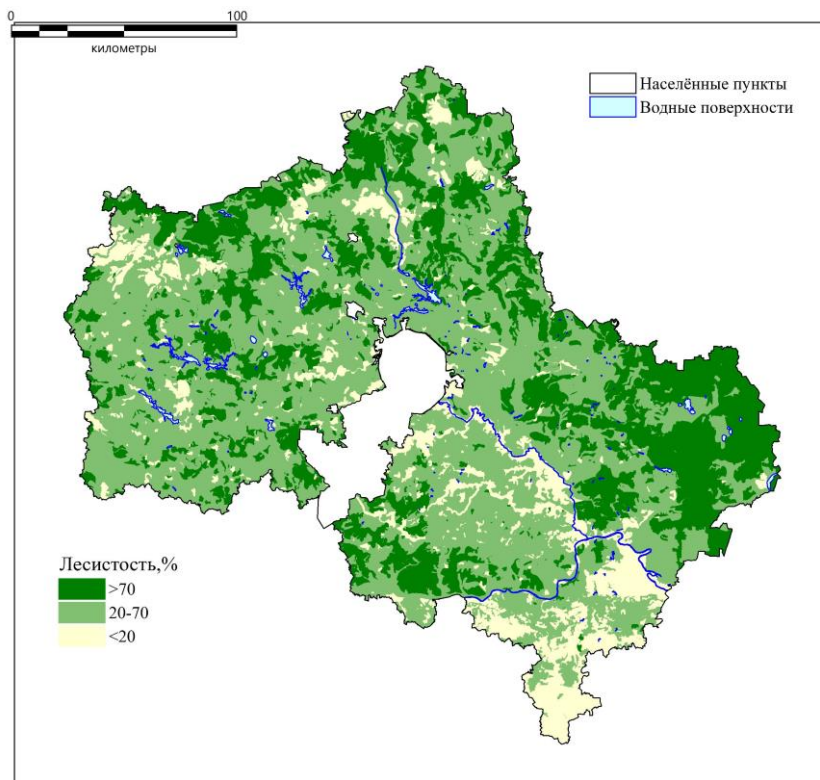 0 100
километры
Населённые пункты
Водные поверхности
Лесистость,%
>70
20-70
<20